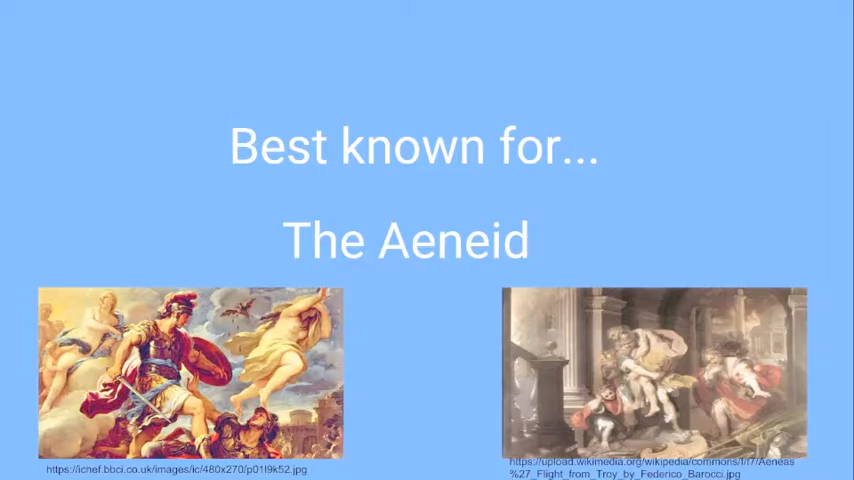 Best known for...
The Aeneid
https://ichef.bbci.co.uk/images/ic/480x270/p01l9k52.jpg
https://upload.wikimedia.org/wikipedia/commons/f/f7/Aeneas
%27_Flight_from_Troy_by_Federico_Barocci.jpg